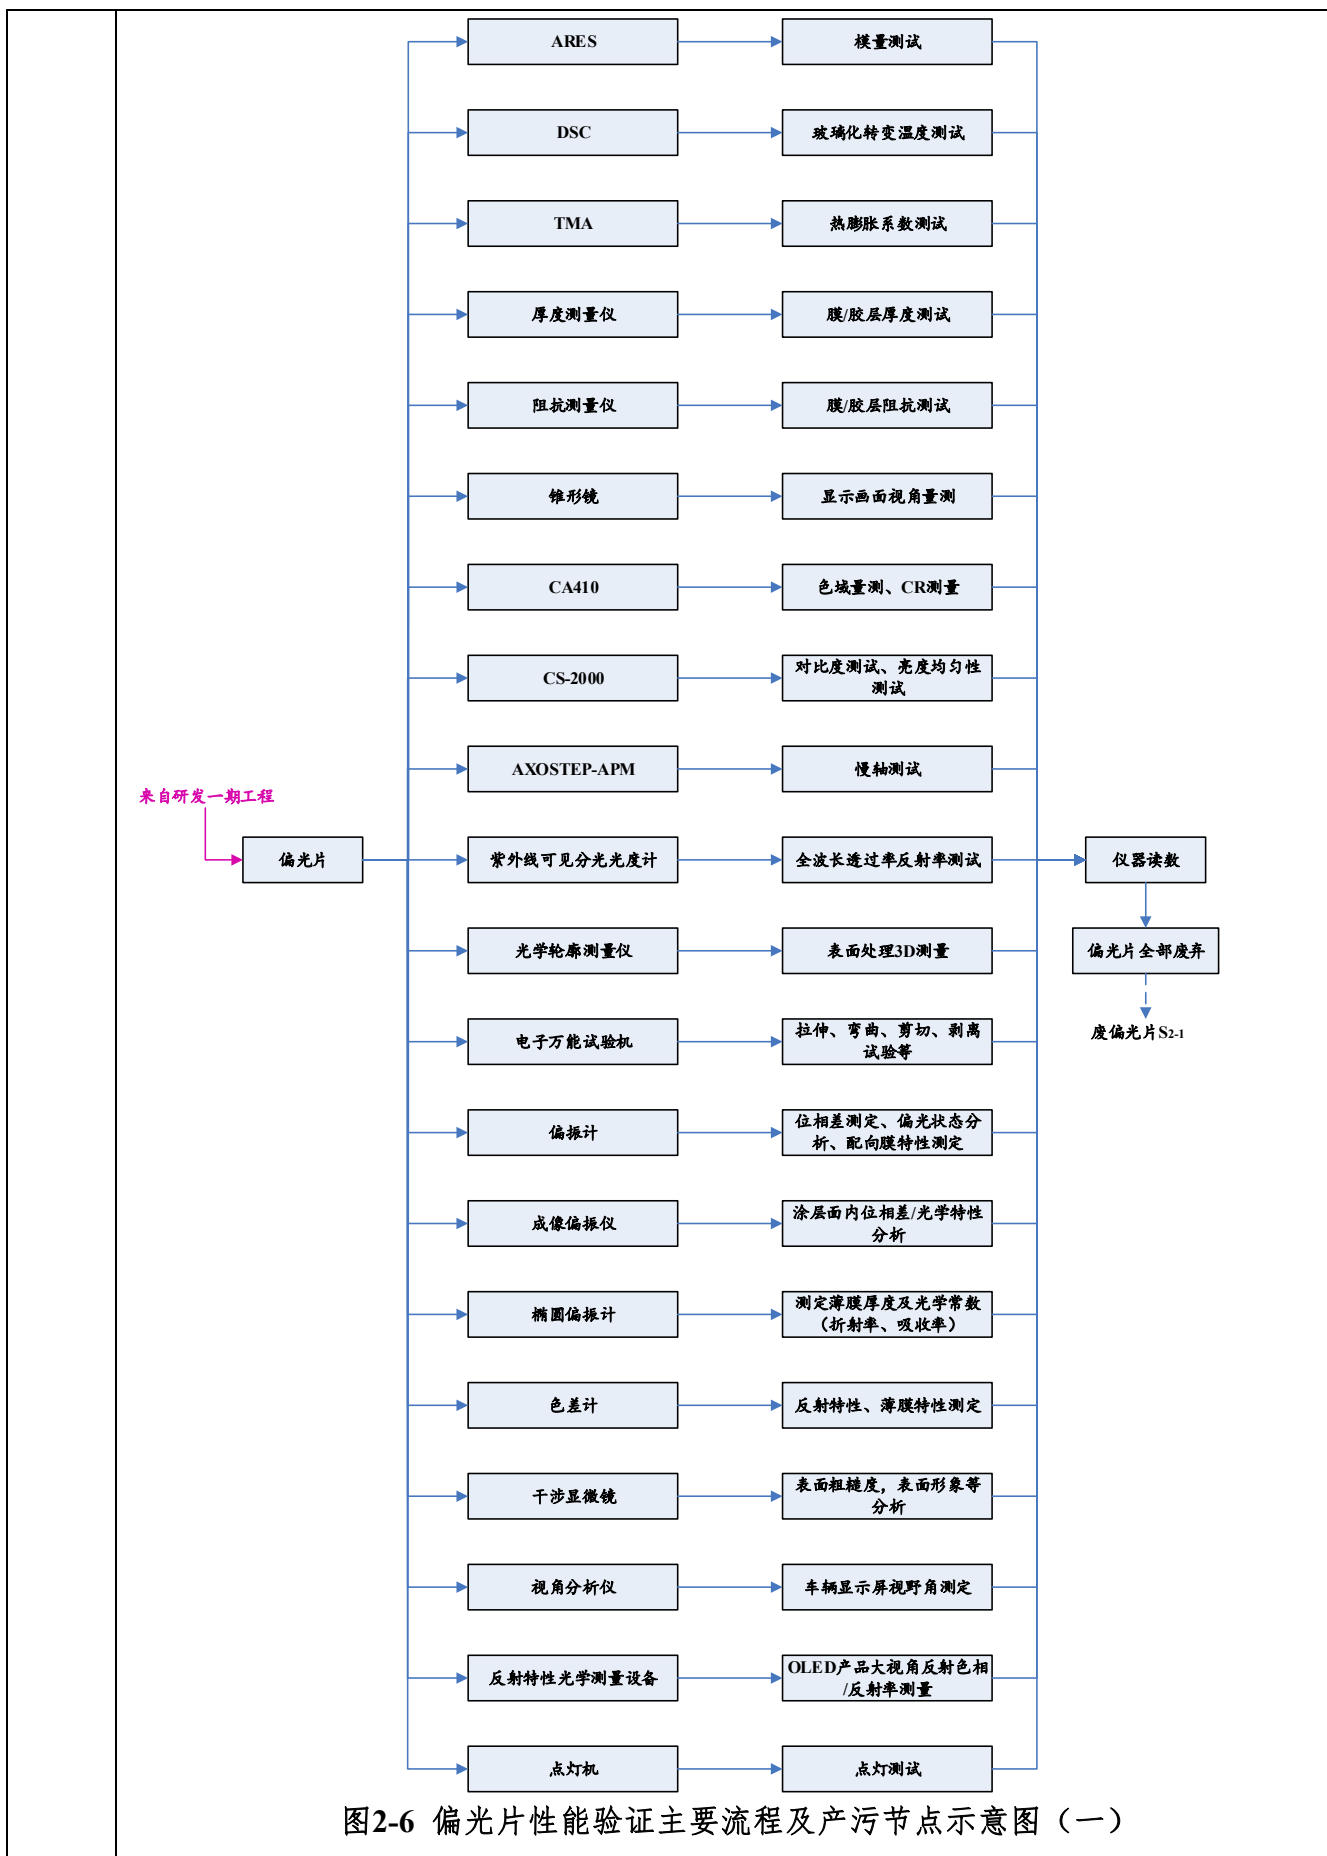 ARES
模量测试
DSC
玻璃化转变温度测试
TMA
热膨胀系数测试
厚度测量仪
膜/胶层厚度测试
阻抗测量仪
膜/胶层阻抗测试
锥形镜
显示画面视角量测
CA410
色域量测、CR测量
CS-2000
对比度测试、亮度均匀性
测试
AXOSTEP-APM
慢轴测试
来自研发一期工程
偏光片
紫外线可见分光光度计
全波长透过率反射率测试
仪器读数
光学轮廓测量仪
表面处理3D测量
偏光片全部废弃
废偏光片S2-1
电子万能试验机
拉伸、弯曲、剪切、剥离
试验等
偏振计
位相差测定、偏光状态分
析、配向膜特性测定
成像偏振仪
涂层面内位相差/光学特性
分析
椭圆偏振计
测定薄膜厚度及光学常数
（折射率、吸收率）
色差计
反射特性、薄膜特性测定
干涉显微镜
表面粗糙度，表面形象等
分析
视角分析仪
车辆显示屏视野角测定
反射特性光学测量设备
OLED产品大视角反射色相
/反射率测量
点灯机
点灯测试
图2-6 偏光片性能验证主要流程及产污节点示意图（一）